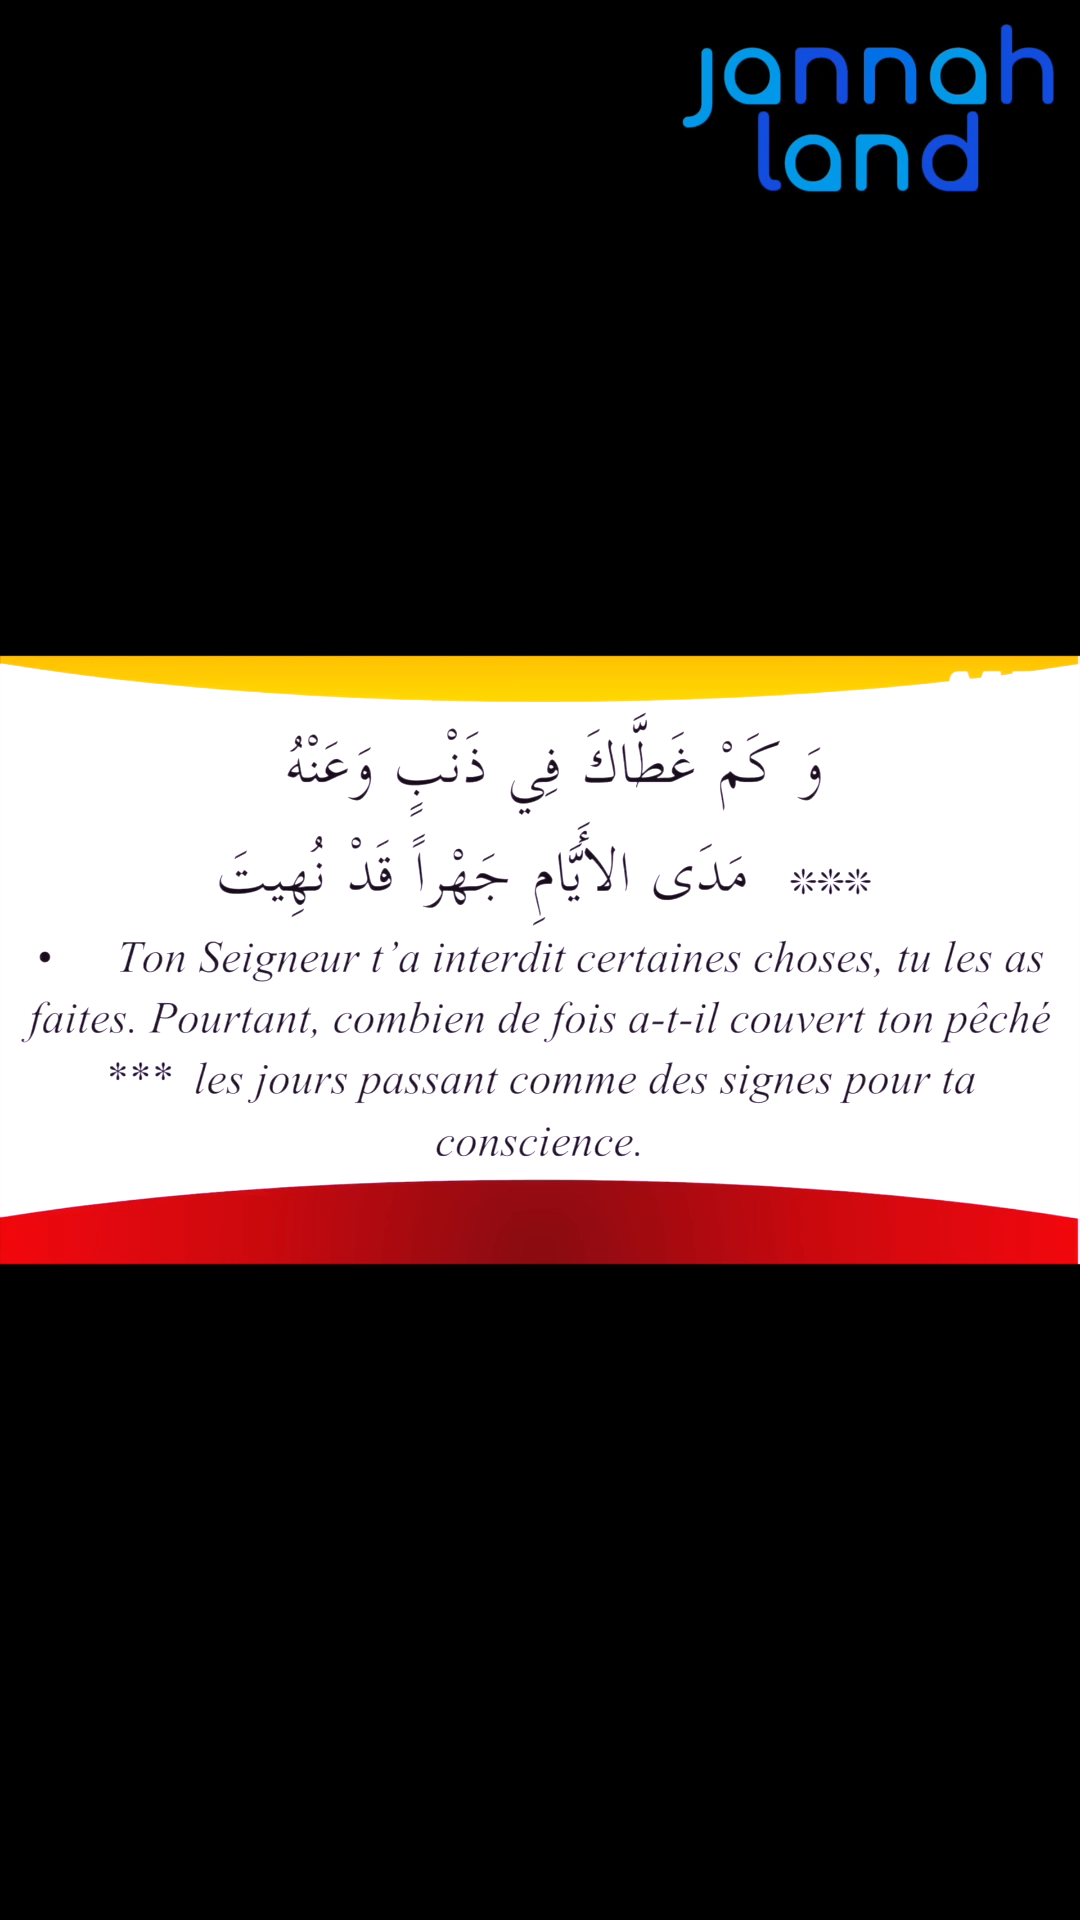 jannah
land
وَ كَمْ غَطَّاكَ فِي ذَنْبٍ وَعَنْهُ
*** مَدَى الأَيَّامِ جَهْراً قَدْ نُهِيتَ
• Ton Seigneur t’a interdit certaines choses, tu les as
faites. Pourtant, combien de fois a-t-il couvert ton pêché
*** les jours passant comme des signes pour ta
conscience.